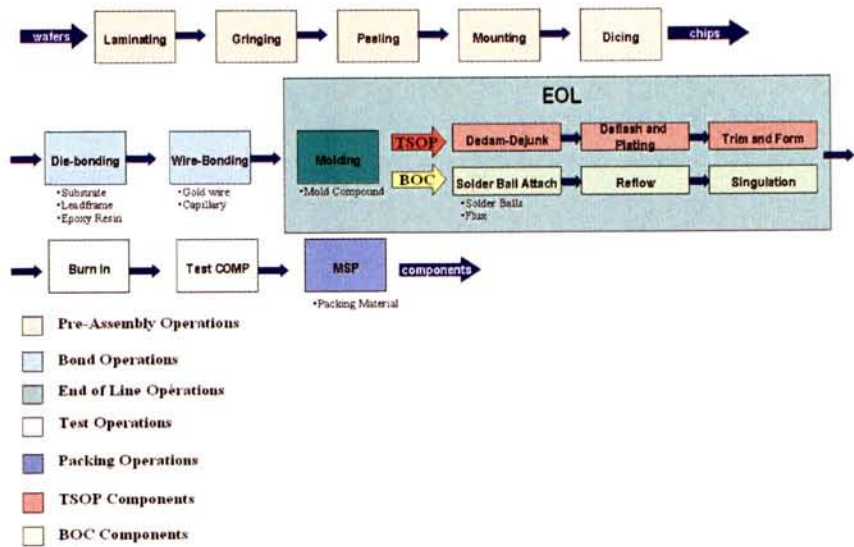 wafers
Laminating
Gringing
Peeling
Mounting
Dicing
chips
EOL
Die-bonding
•Substrate
•Leadframe
•Epoxy Resin
Wire-Bonding
•Gold wire
•Capillary
Molding
•Mold Compound
TSOP
Dedam-Dejunk
Deflash and
Plating
Trim and Form
BOC
Solder Ball Attach
•Solder Balls
•Flux
Reflow
Singulation
Burn In
Test COMP
MSP
•Packing Material
components
Pre-Assembly Operations
Bond Operations
End of Line Operations
Test Operations
Packing Operations
TSOP Components
BOC Components